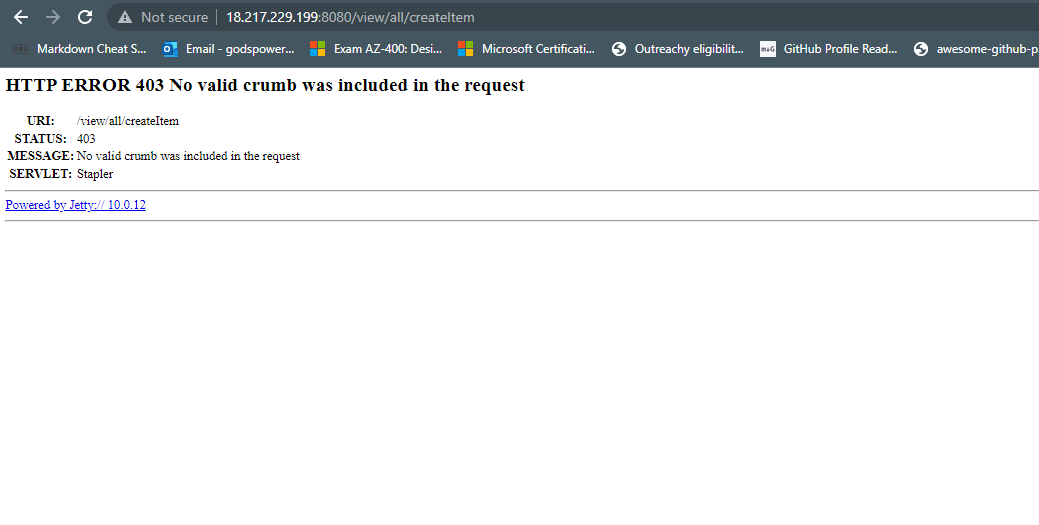 Not secure 18.217.229.199:8080/view/all/createItem
Markdown Cheat S... Email - godspower... Exam AZ-400: Desi... Microsoft Certificati... Outreachy eligibilit... GitHub Profile Read... awesome-github-p
HTTP ERROR 403 No valid crumb was included in the request
URI: /view/all/createItem
STATUS: 403
MESSAGE: No valid crumb was included in the request
SERVLET: Stapler
Powered by Jetty:// 10.0.12